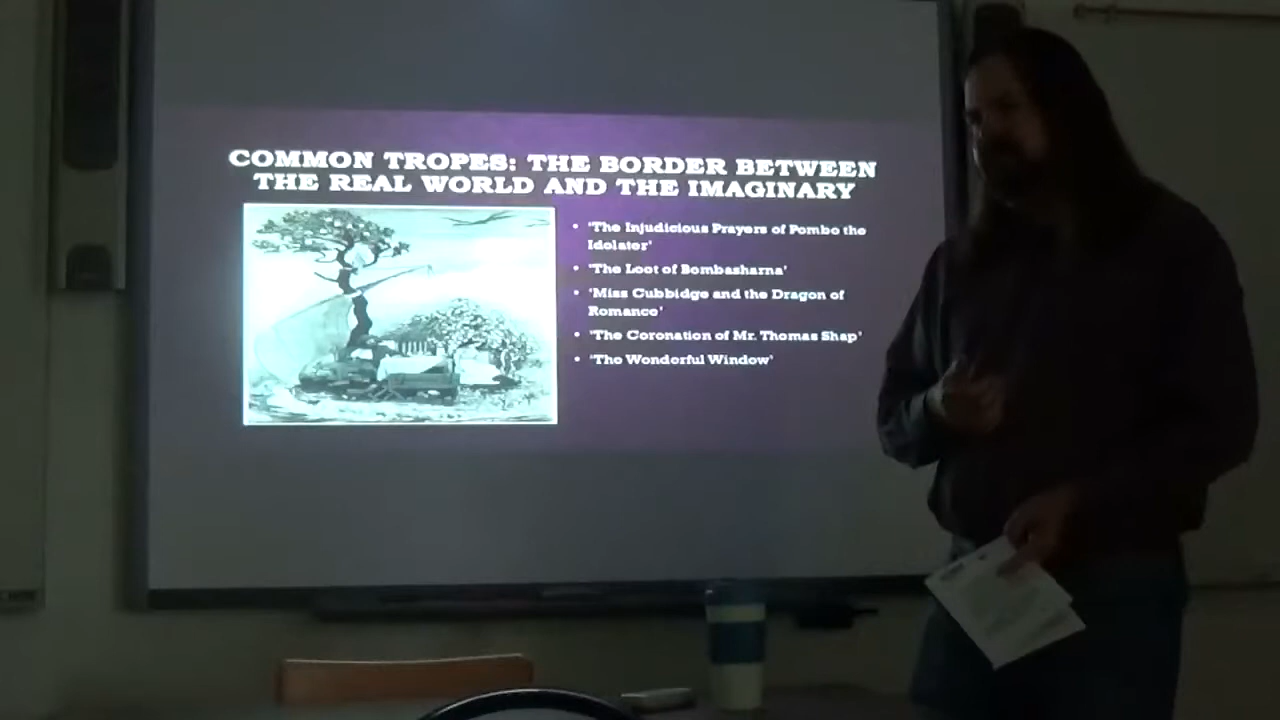 COMMON TROPES: THE BORDER BETWEEN
THE REAL WORLD AND THE IMAGINARY
• 'The Injudicious Prayers of Pombo the
Idolater'
• 'The Loot of Bombasharna'
• 'Miss Cubbidge and the Dragon of
Romance'
• 'The Coronation of Mr. Thomas Shap'
• 'The Wonderful Window'